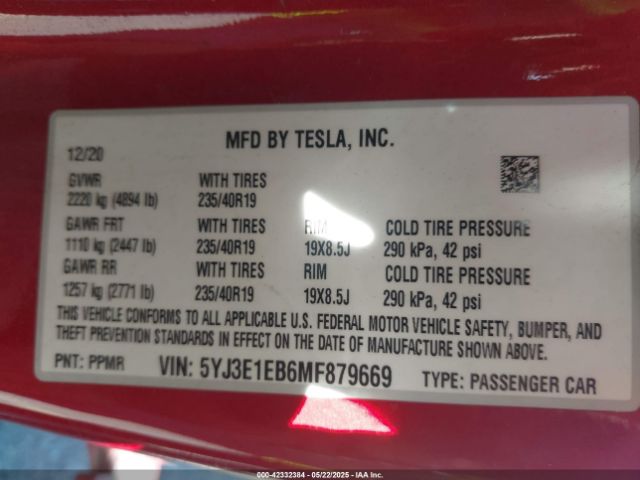 MFD BY TESLA, INC.
12/20
GVWR WITH TIRES
2220 kg (4894 lb) 235/40R19
GAWR FRT WITH TIRES RIM COLD TIRE PRESSURE
1110 kg (2447 lb) 235/40R19 19X8.5J 290 kPa, 42 psi
GAWR RR WITH TIRES RIM COLD TIRE PRESSURE
1257 kg (2771 lb) 235/40R19 19X8.5J 290 kPa, 42 psi
THIS VEHICLE CONFORMS TO ALL APPLICABLE U.S. FEDERAL MOTOR VEHICLE SAFETY, BUMPER, AND
THEFT PREVENTION STANDARDS IN EFFECT ON THE DATE OF MANUFACTURE SHOWN ABOVE.
PNT: PPMR VIN: 5YJ3E1EB6MF879669 TYPE: PASSENGER CAR
000-42332384 - 05/22/2025 - IAAI Corporate